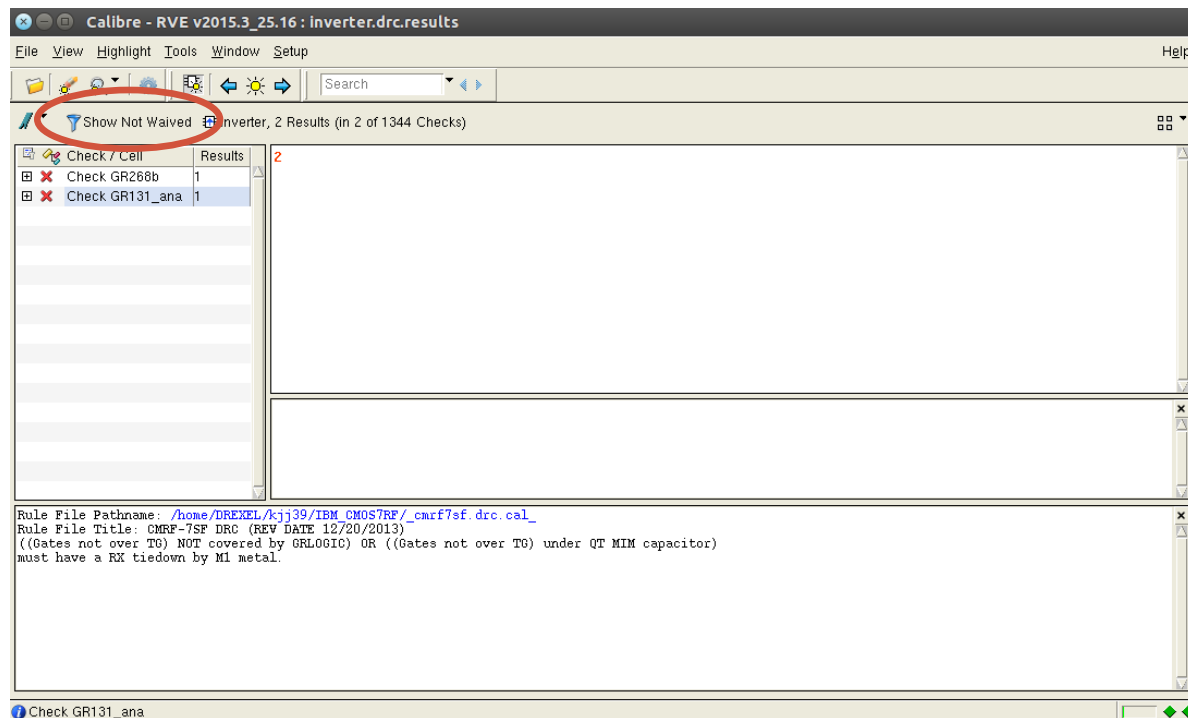 Calibre - RVE v2015.3_25.16 : inverter.drc.results
File View Highlight Tools Window Setup Help
Search
Show Not Waived inverter, 2 Results (in 2 of 1344 Checks)
Check / Cell Results
Check GR268b 1
Check GR131_ana 1
2
Rule File Pathname: /home/DREXEL/kjj39/IBM_CMOS7RF/_cmrf7sf.drc.cal_
Rule File Title: CMRF-7SF DRC (REV DATE 12/20/2013)
((Gates not over TG) NOT covered by GRLOGIC) OR ((Gates not over TG) under QT MIM capacitor)
must have a RX tiedown by M1 metal.
Check GR131_ana